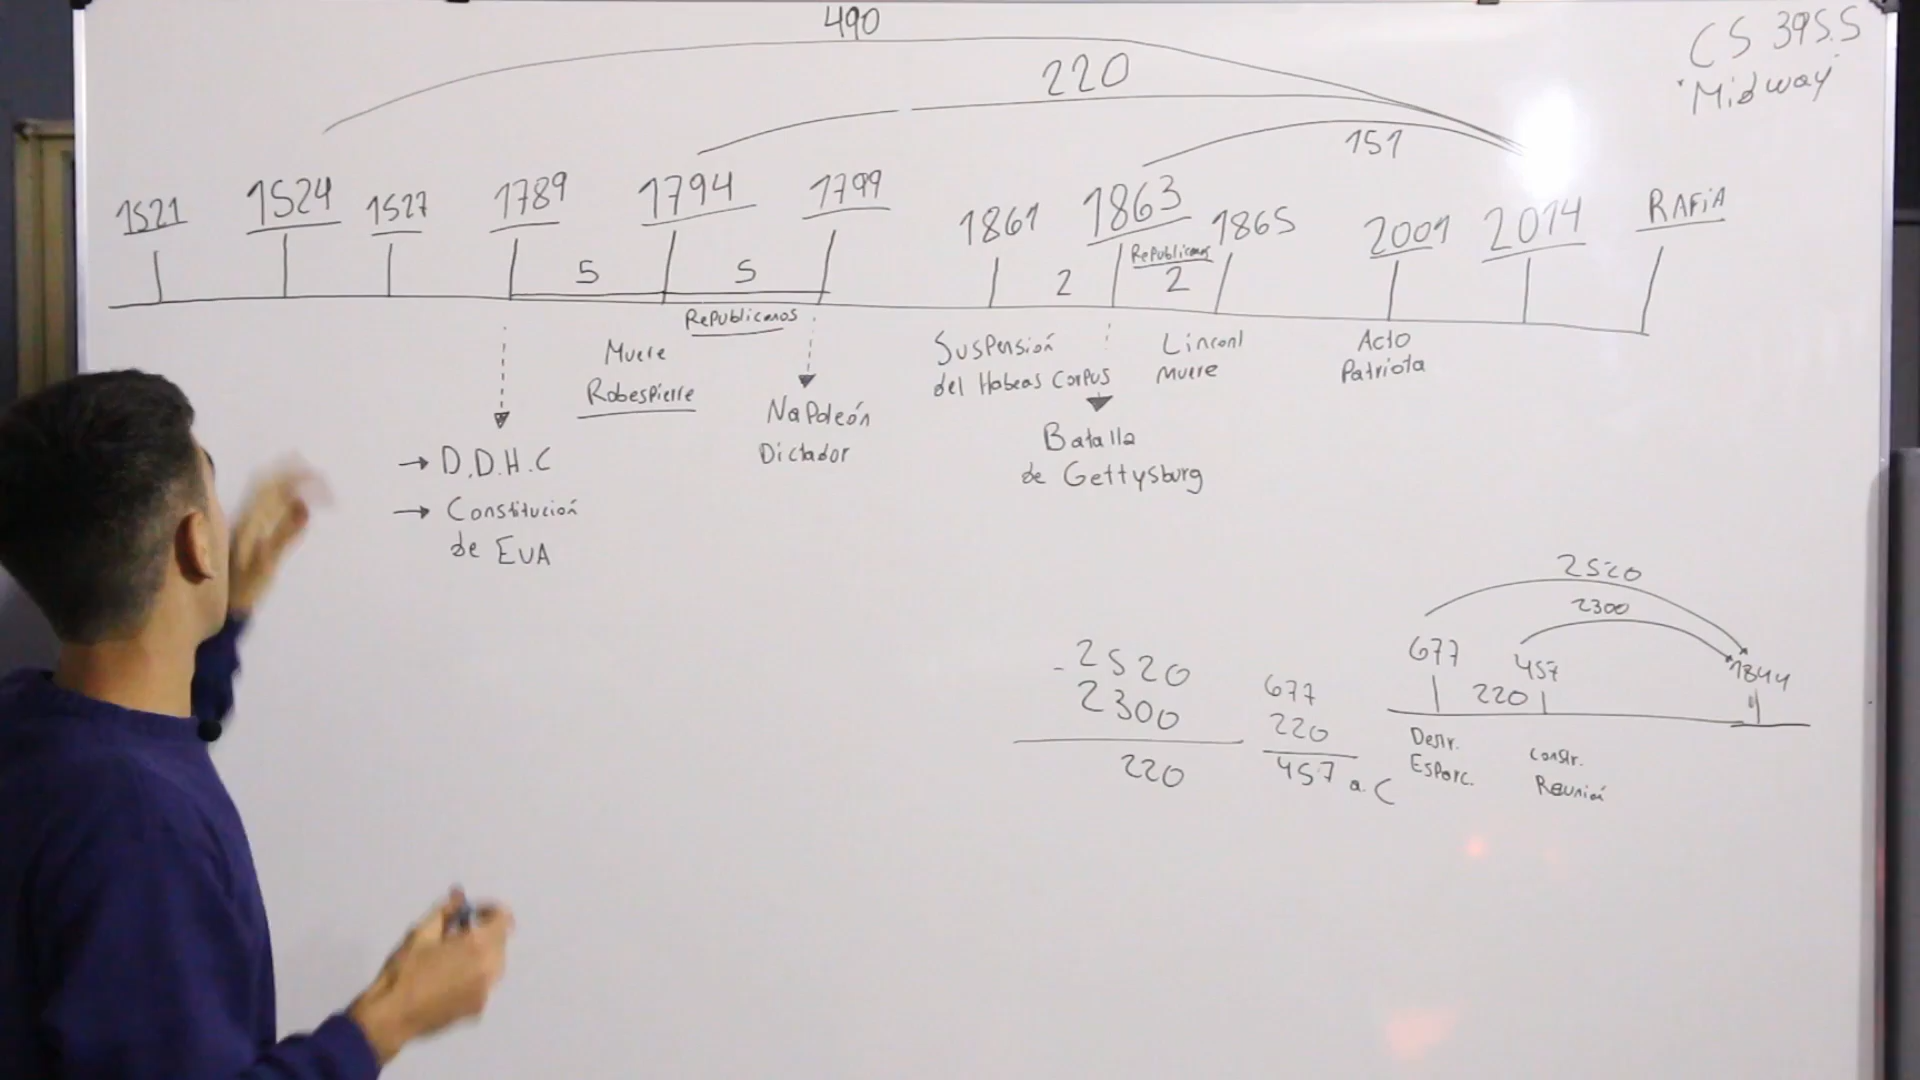 490
CS 395.5
"Midway"
220
151
1521 1524 1527 1789 1794 1799 1861 1863 1865 2001 2014 RAFiA
5 5 2 Republicanos 2
Republicanos
Muere
Robespierre
Napoleón
Dictador
Suspensión
del Habeas Corpus
Linconl
muere
Acto
Patriota
Batalla
de Gettysburg
→ D.D.H.C
→ Constitución
de EUA
- 2520
2300
220
677
220
457 a.C
2520
2300
677 457 1844
220
Destr.
Esparc.
Constr.
Reunión